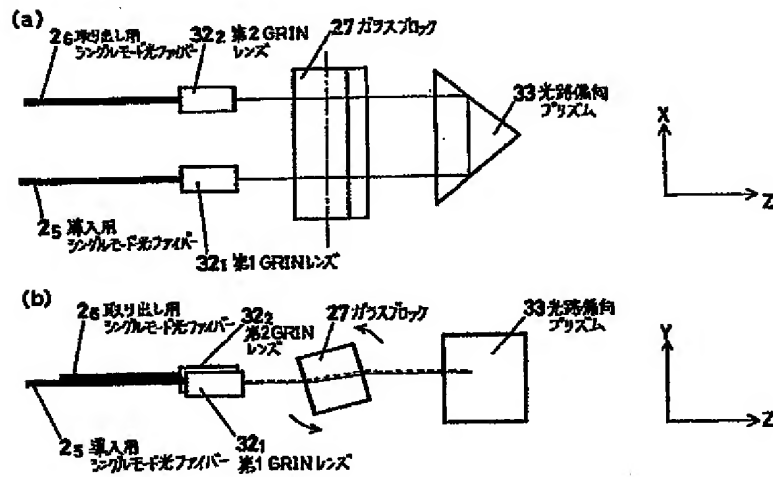 (a)
26 取り出し用
シングルモード光ファイバー
322 第2GRIN
レンズ
27 ガラスブロック
33 光路偏向
プリズム
X
Z
25 導入用
シングルモード光ファイバー
321 第1GRINレンズ
(b)
26 取り出し用
シングルモード光ファイバー
322
第2GRIN
レンズ
27 ガラスブロック
33 光路偏向
プリズム
Y
Z
25 導入用
シングルモード光ファイバー
321
第1GRINレンズ